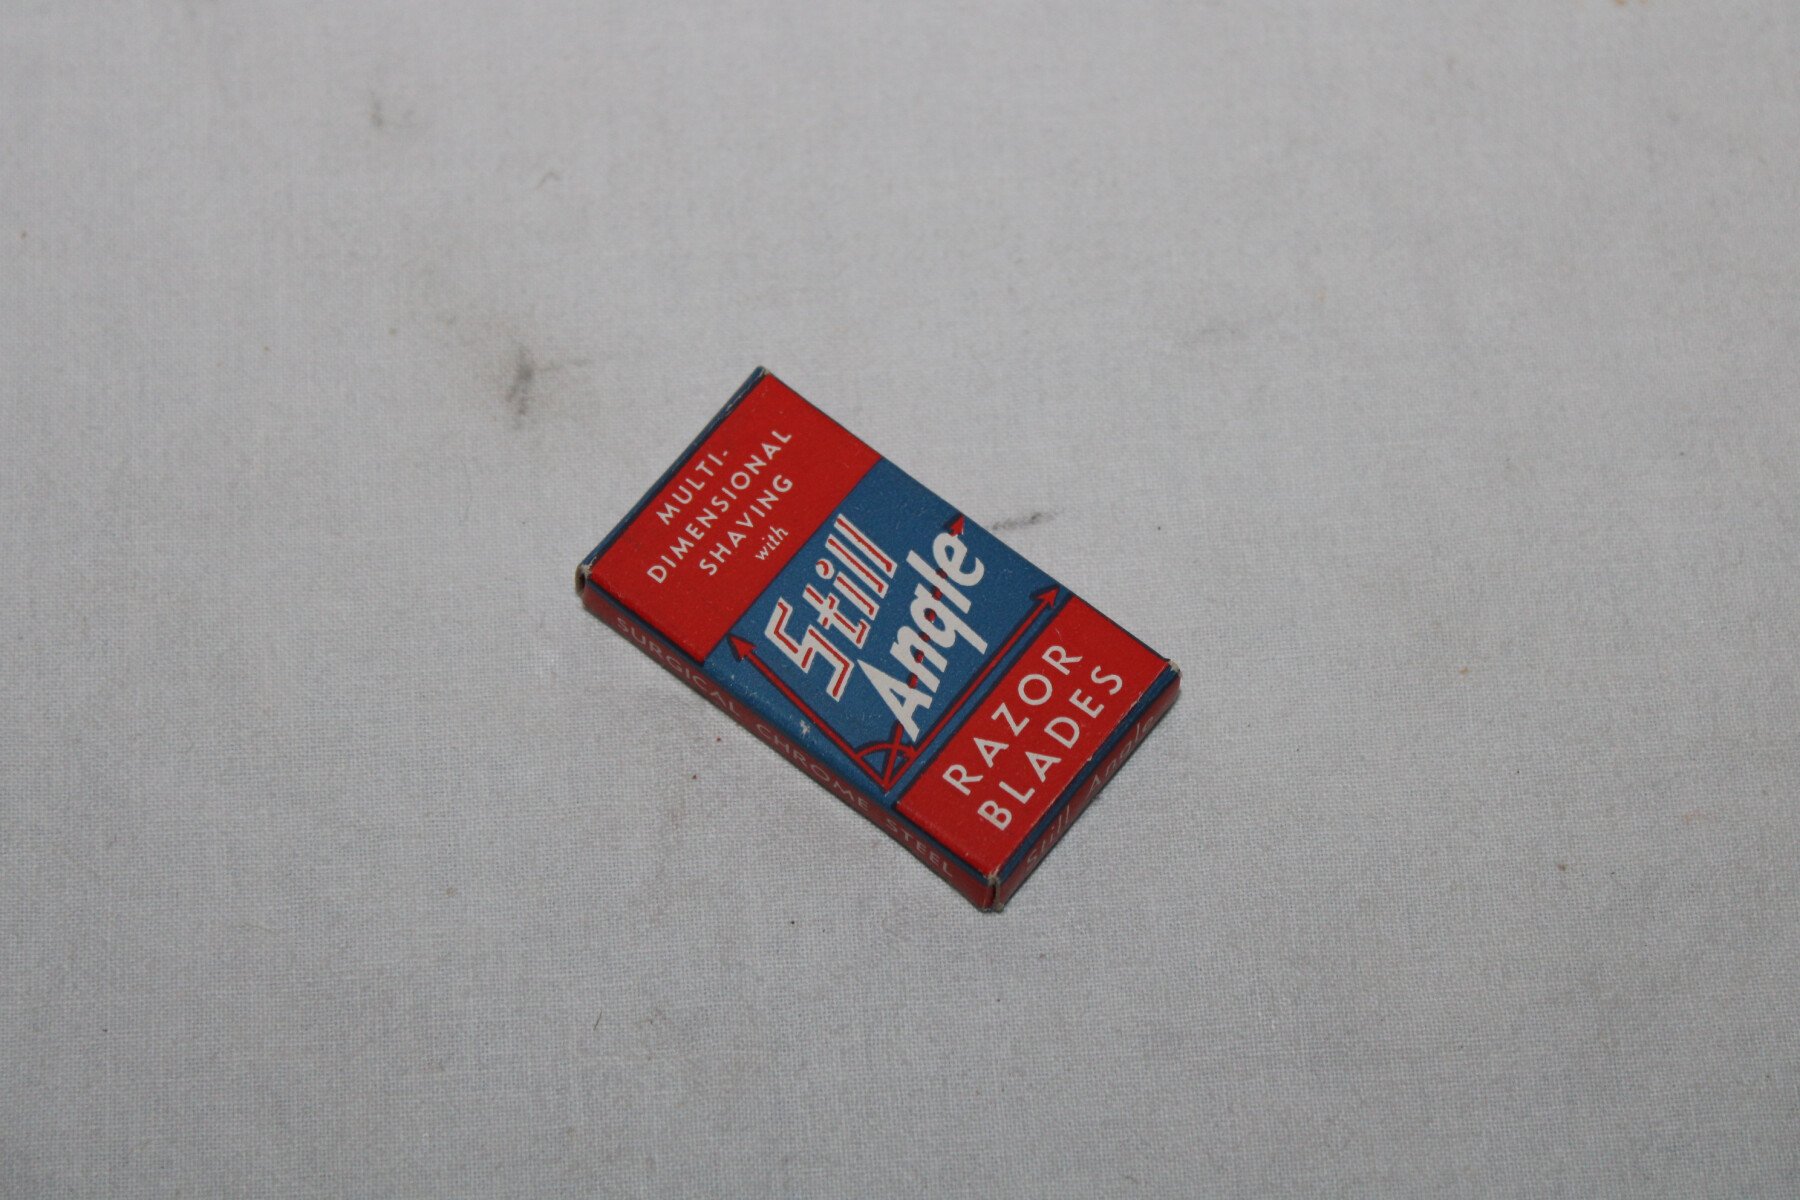 MULTI-
DIMENSIONAL
SHAVING
with
Still
Angle
RAZOR
BLADES
SURGICAL CHROME STEEL
Still Angle